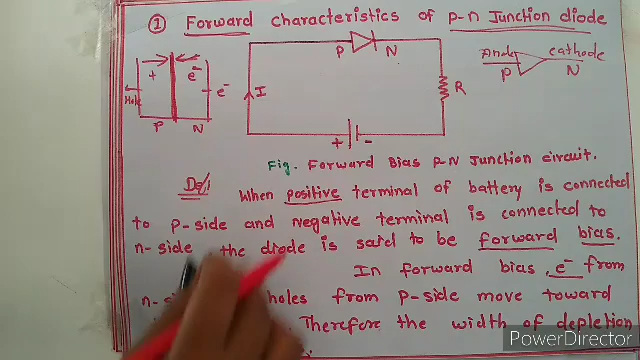 ① Forward characteristics of p-n Junction diode
P N
Anode cathode
P N
+ e⁻
Hole e⁻
P N
I
R
+ -
Fig. Forward Bias P-N Junction circuit.
Def
When positive terminal of battery is connected
to p-side and negative terminal is connected to
n-side, the diode is said to be forward bias.
In forward bias, e⁻ from
holes from p-side move toward
Therefore the width of depletion
PowerDirector